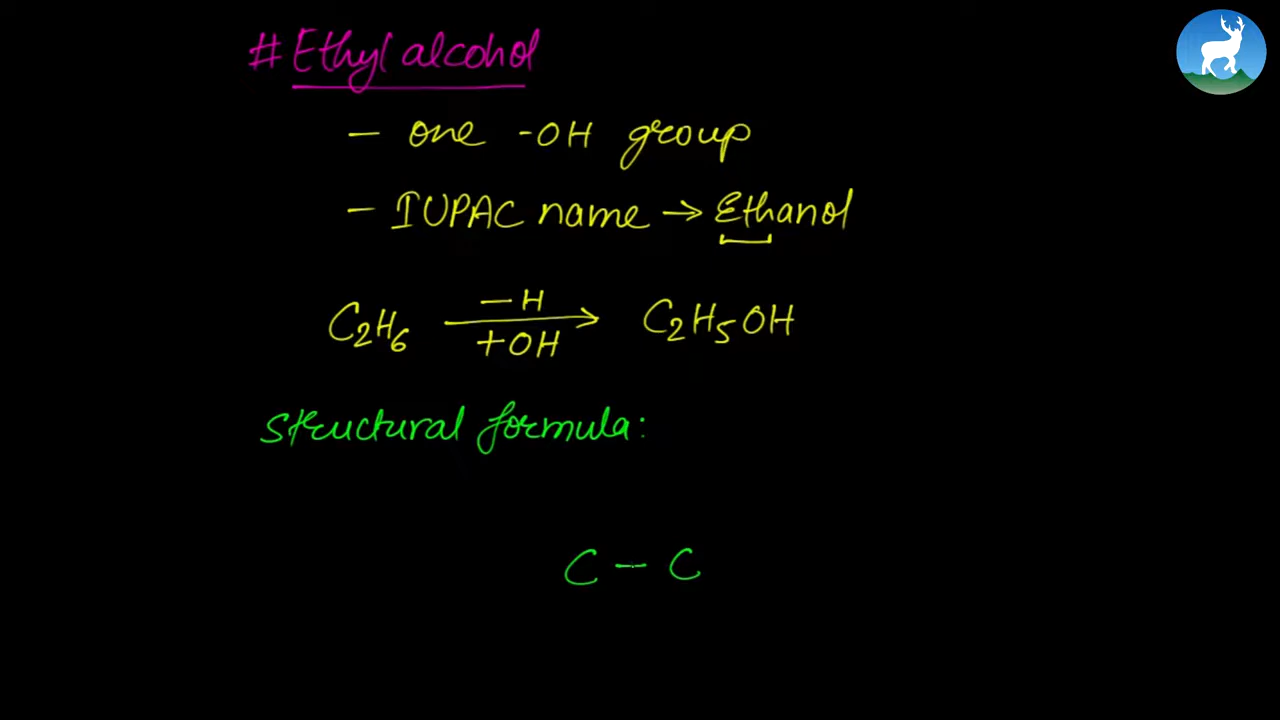 # Ethyl alcohol
- one -OH group
- IUPAC name → Ethanol
C₂H₆ —H +OH → C₂H₅OH
Structural formula:
C - C